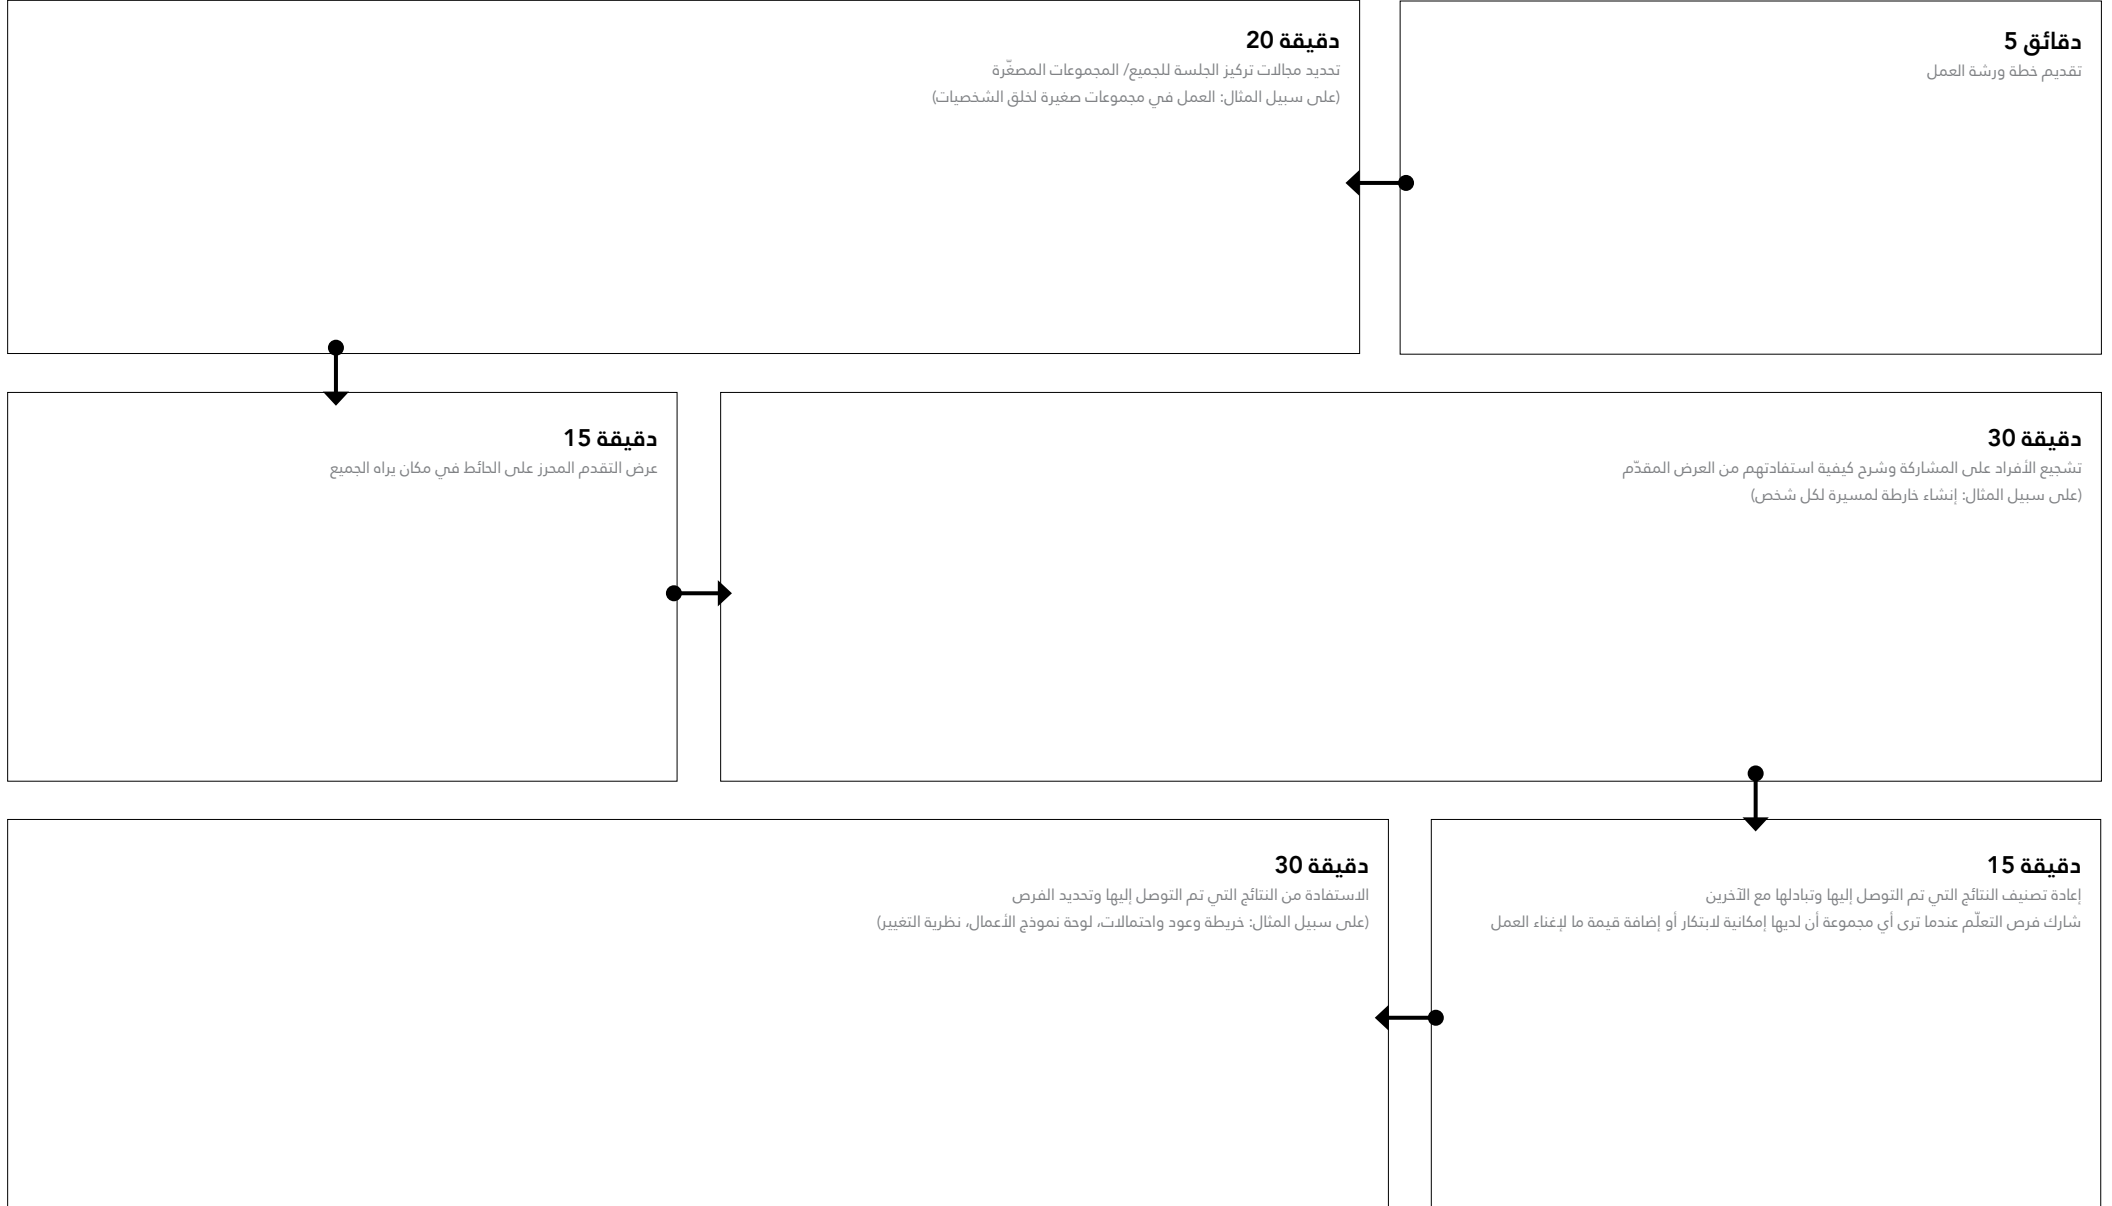 5 دقائق
تقديم خطة ورشة العمل
20 دقيقة
تحديد مجالات تركيز الجلسة للجميع/ المجموعات المصغّرة
(على سبيل المثال: العمل في مجموعات صغيرة لخلق الشخصيات)
15 دقيقة
عرض التقدم المحرز على الحائط في مكان يراه الجميع
30 دقيقة
تشجيع الأفراد على المشاركة وشرح كيفية استفادتهم من العرض المقدّم
(على سبيل المثال: إنشاء خارطة لمسيرة لكل شخص)
15 دقيقة
إعادة تصنيف النتائج التي تم التوصل إليها وتبادلها مع الآخرين
شارك فرص التعلّم عندما ترى أي مجموعة أن لديها إمكانية لابتكار أو إضافة قيمة ما لإغناء العمل
30 دقيقة
الاستفادة من النتائج التي تم التوصل إليها وتحديد الفرص
(على سبيل المثال: خريطة وعود واحتمالات، لوحة نموذج الأعمال، نظرية التغيير)